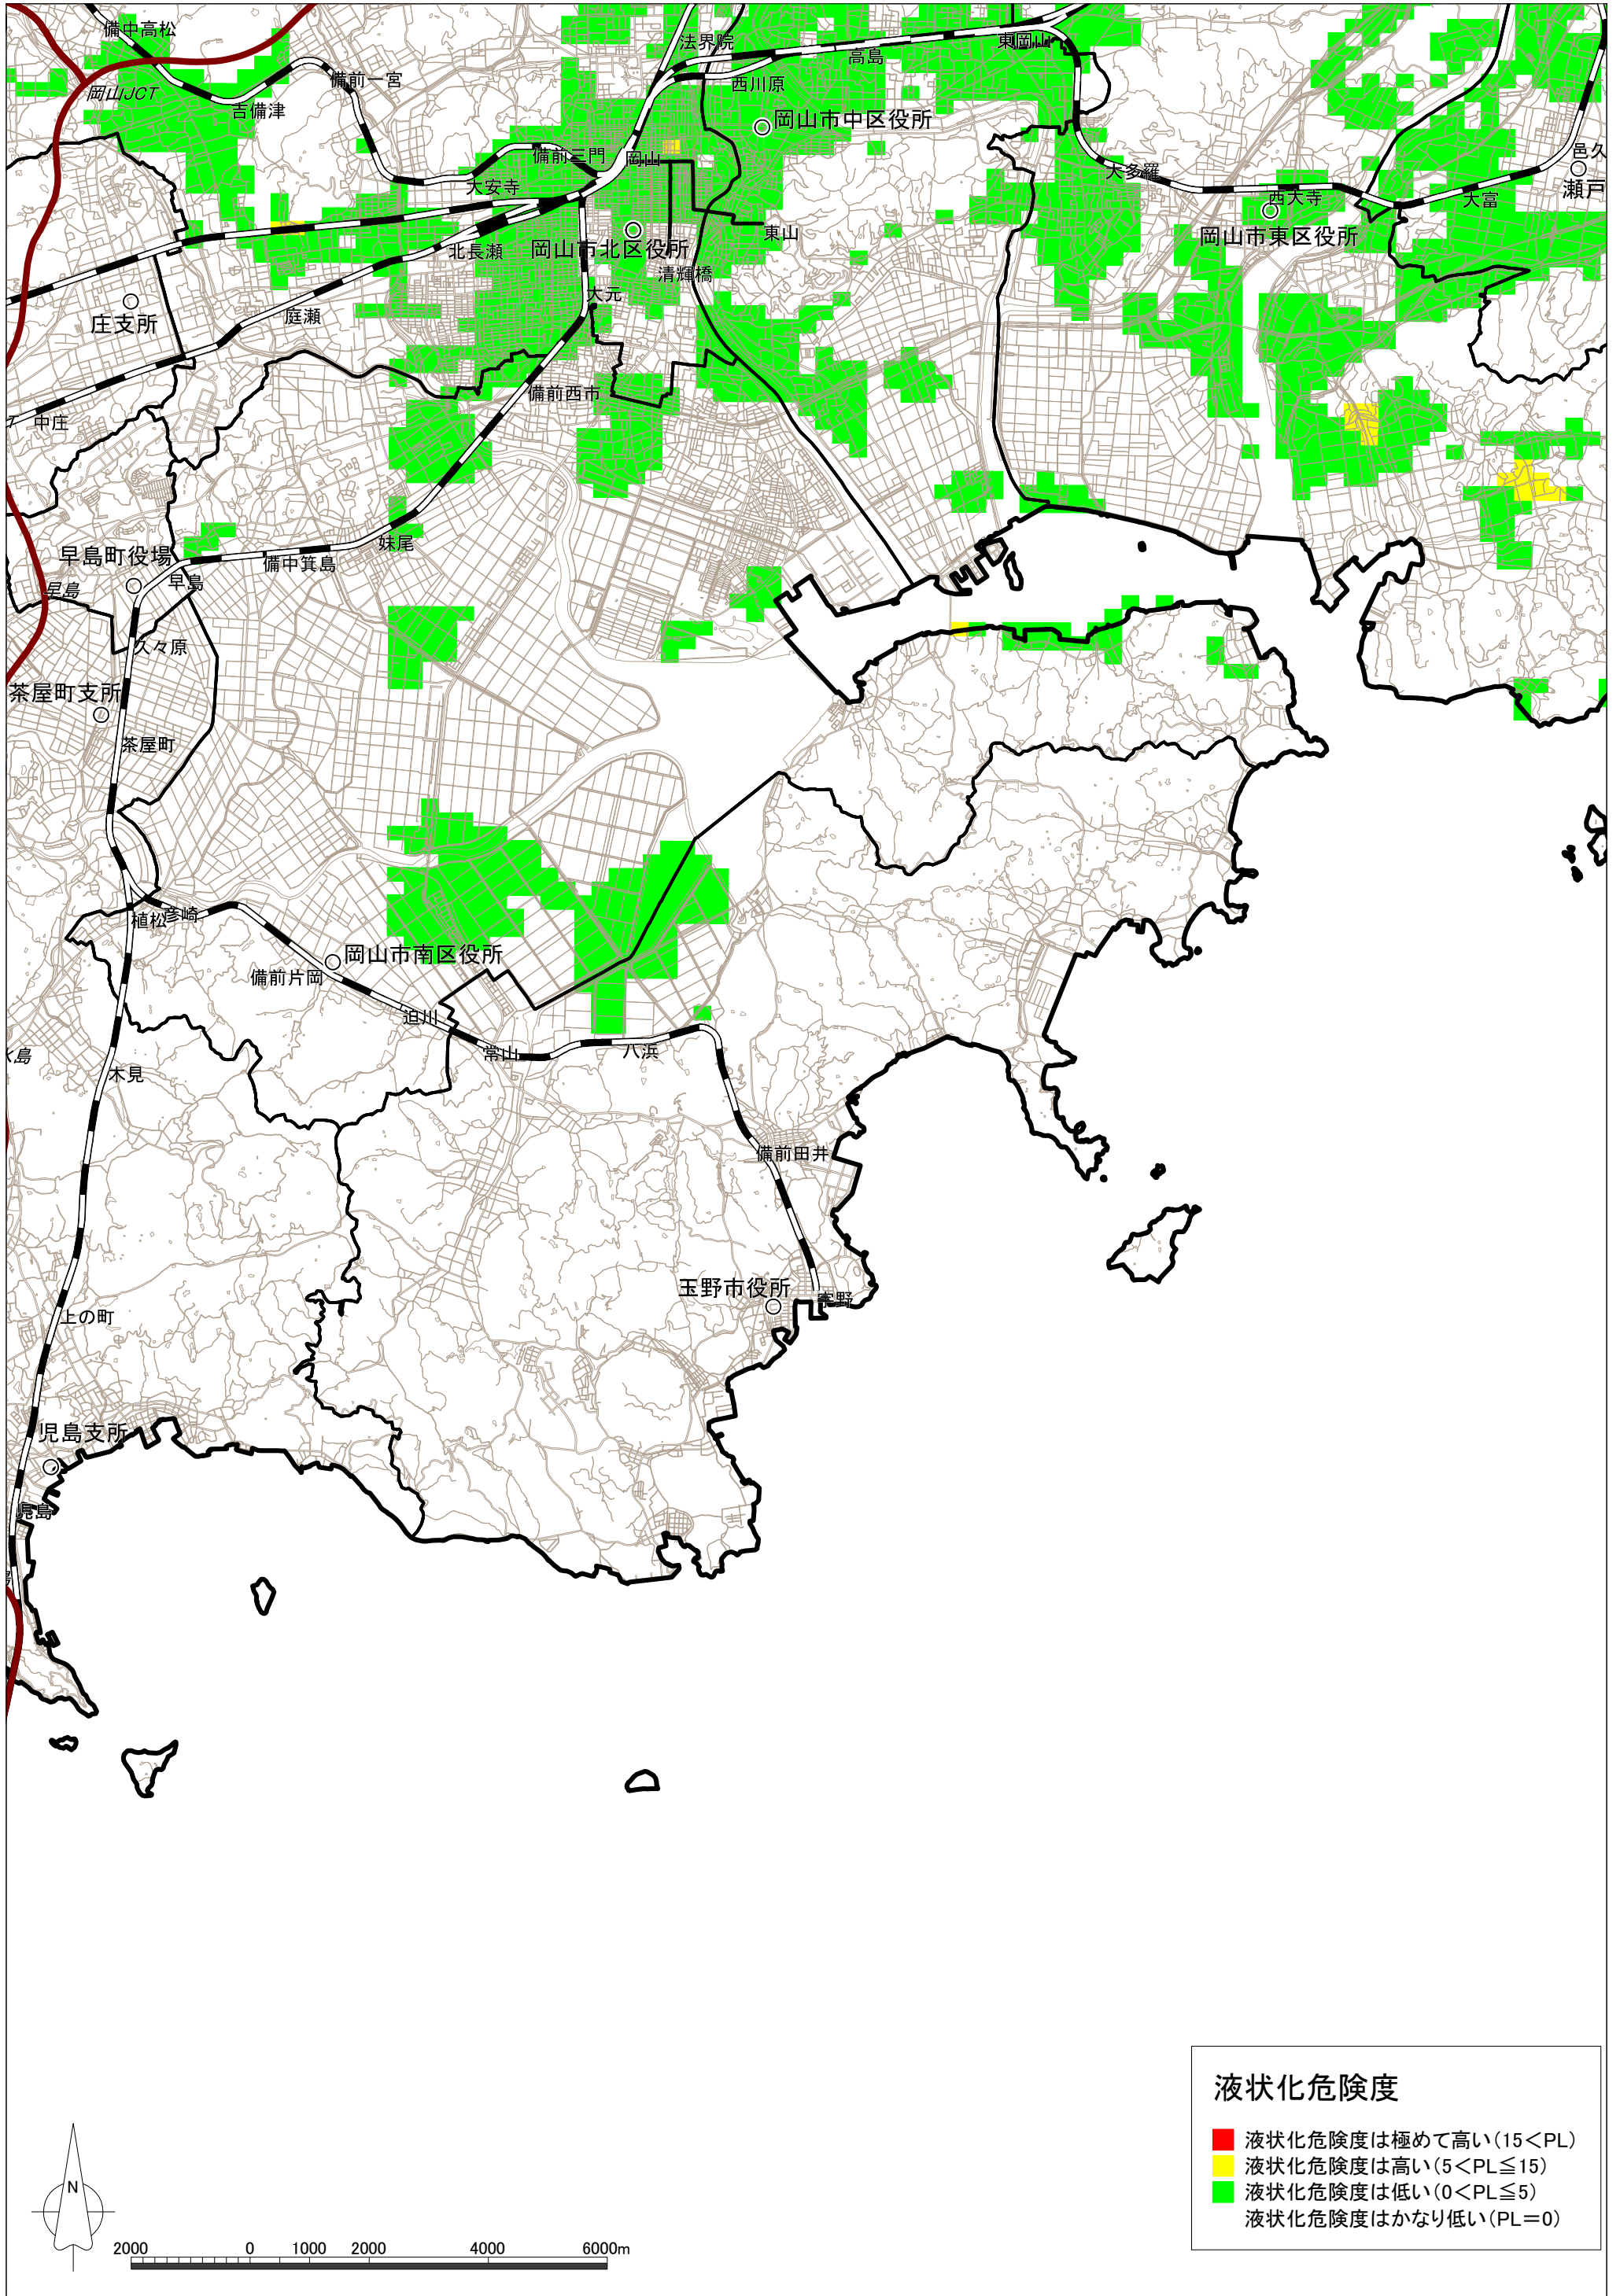 備中高松
法界院
高島
東岡山
岡山JCT
備前一宮
西川原
吉備津
岡山市中区役所
備前三門
岡山
大安寺
大多羅
邑久
瀬戸
西大寺
大富
東山
岡山市東区役所
北長瀬
岡山市北区役所
清輝橋
大元
庄支所
庭瀬
備前西市
中庄
妹尾
早島町役場
備中箕島
早島
早島
久々原
茶屋町支所
茶屋町
植松
彦崎
岡山市南区役所
備前片岡
迫川
常山
八浜
島
木見
備前田井
玉野市役所
宇野
上の町
児島支所
児島
液状化危険度
液状化危険度は極めて高い(15<PL)
液状化危険度は高い(5<PL≦15)
液状化危険度は低い(0<PL≦5)
液状化危険度はかなり低い(PL=0)
N
2000 0 1000 2000 4000 6000m